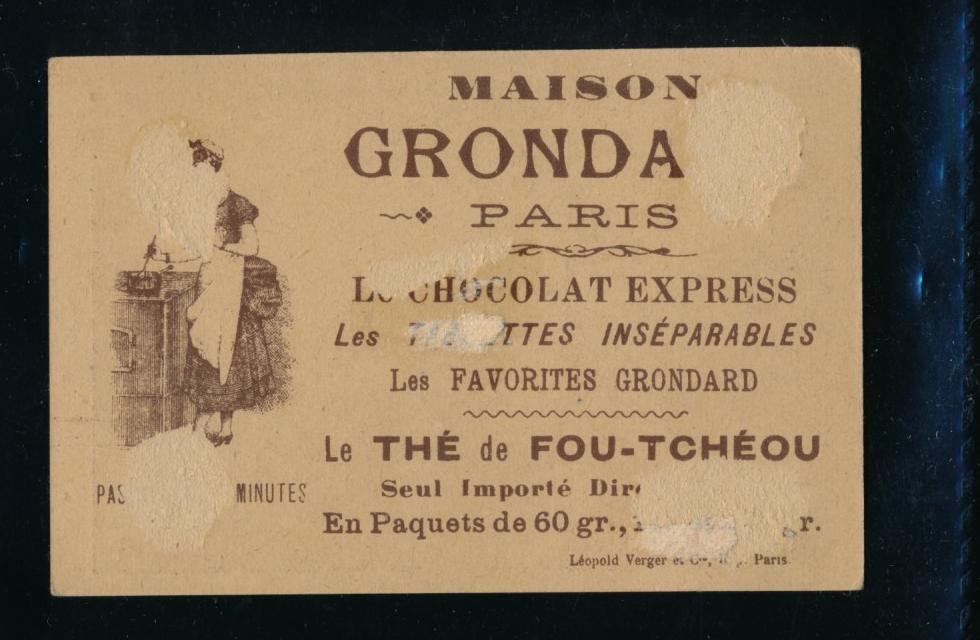 MAISON
PARIS
CHOCOLAT EXPRESS
Les INSÉPARABLES
Les FAVORITES GRONDARD
Le THÉ de FOU-TCHÉOU
Seul Importé
En Paquets de 60 gr.,
MINUTES
Léopold Verger Paris